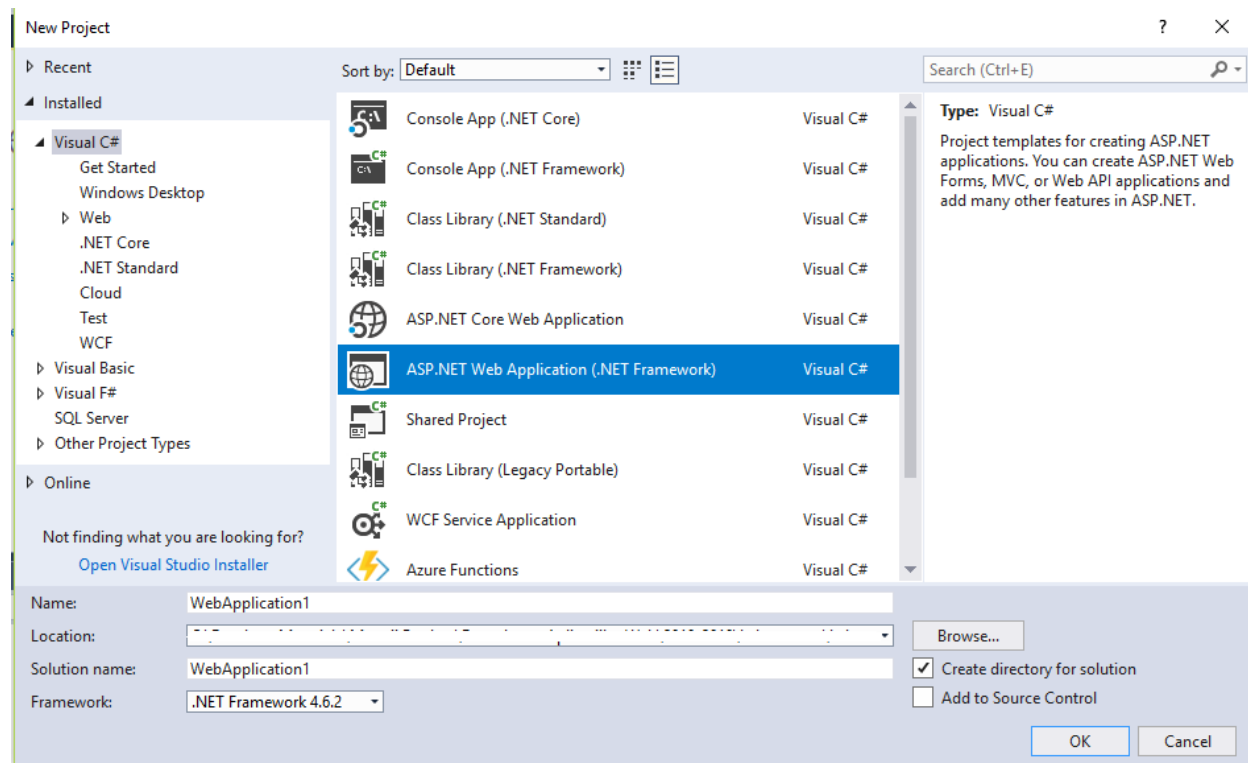 New Project
?
Recent
Installed
Visual C#
Get Started
Windows Desktop
Web
.NET Core
.NET Standard
Cloud
Test
WCF
Visual Basic
Visual F#
SQL Server
Other Project Types
Online
Not finding what you are looking for?
Open Visual Studio Installer
Sort by: Default
Console App (.NET Core) Visual C#
C# Console App (.NET Framework) Visual C#
C# Class Library (.NET Standard) Visual C#
C# Class Library (.NET Framework) Visual C#
ASP.NET Core Web Application Visual C#
ASP.NET Web Application (.NET Framework) Visual C#
C# Shared Project Visual C#
C# Class Library (Legacy Portable) Visual C#
C# WCF Service Application Visual C#
Azure Functions Visual C#
Search (Ctrl+E)
Type: Visual C#
Project templates for creating ASP.NET
applications. You can create ASP.NET Web
Forms, MVC, or Web API applications and
add many other features in ASP.NET.
Name: WebApplication1
Location:
Browse...
Solution name: WebApplication1
Create directory for solution
Framework: .NET Framework 4.6.2
Add to Source Control
OK
Cancel